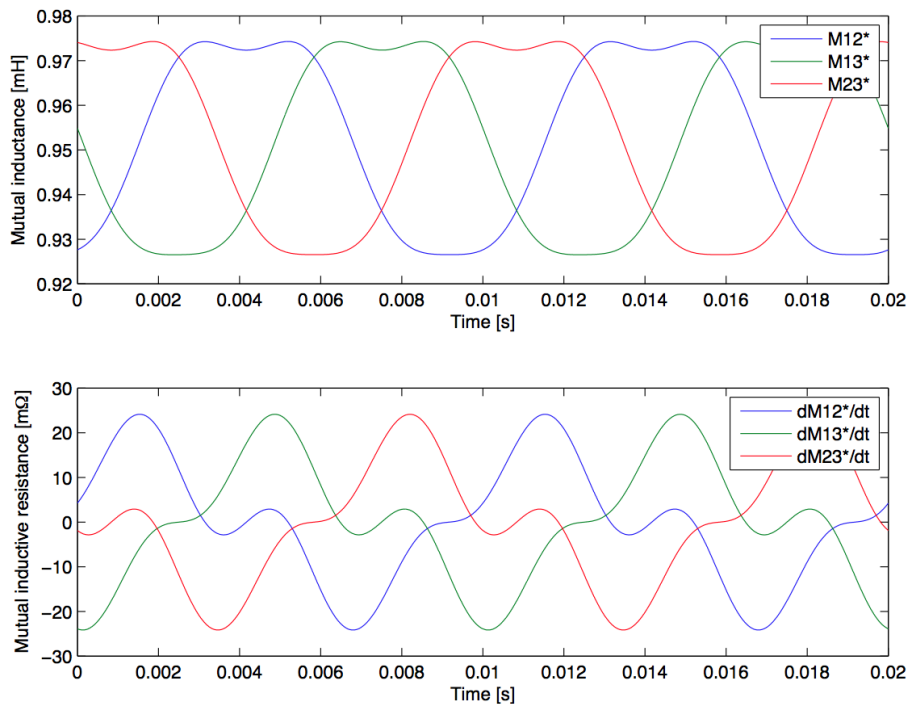 0.98
0.97
0.96
0.95
0.94
0.93
0.92
Mutual inductance [mH]
M12*
M13*
M23*
0 0.002 0.004 0.006 0.008 0.01 0.012 0.014 0.016 0.018 0.02
Time [s]
30
20
10
0
−10
−20
−30
Mutual inductive resistance [mΩ]
dM12*/dt
dM13*/dt
dM23*/dt
0 0.002 0.004 0.006 0.008 0.01 0.012 0.014 0.016 0.018 0.02
Time [s]